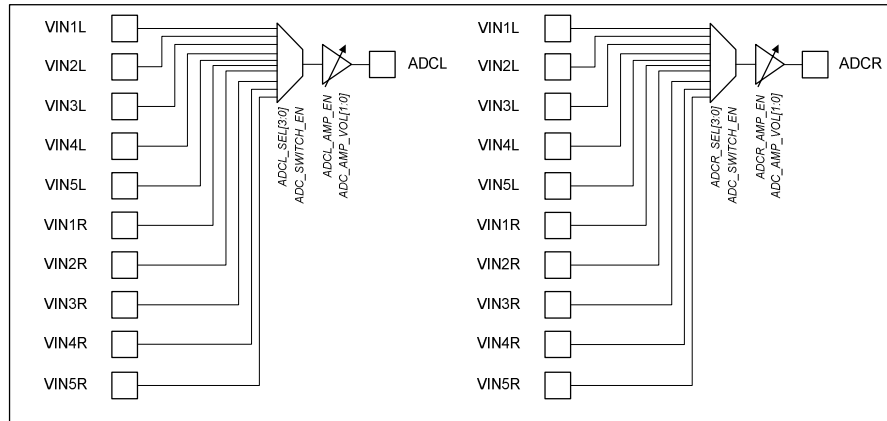 VIN1L
VIN2L
VIN3L
VIN4L
VIN5L
VIN1R
VIN2R
VIN3R
VIN4R
VIN5R
ADCL_SEL[3:0]
ADC_SWITCH_EN
ADCL_AMP_EN
ADC_AMP_VOL[1:0]
ADCL
VIN1L
VIN2L
VIN3L
VIN4L
VIN5L
VIN1R
VIN2R
VIN3R
VIN4R
VIN5R
ADCR_SEL[3:0]
ADC_SWITCH_EN
ADCR_AMP_EN
ADC_AMP_VOL[1:0]
ADCR